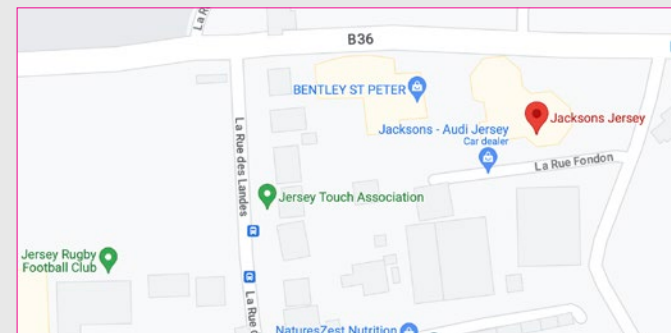 La R
B36
BENTLEY ST PETER
Jacksons Jersey
Jacksons - Audi Jersey
Car dealer
La Rue Fondon
La Rue des Landes
Jersey Touch Association
Jersey Rugby
Football Club
La Rue
NaturesZest Nutrition